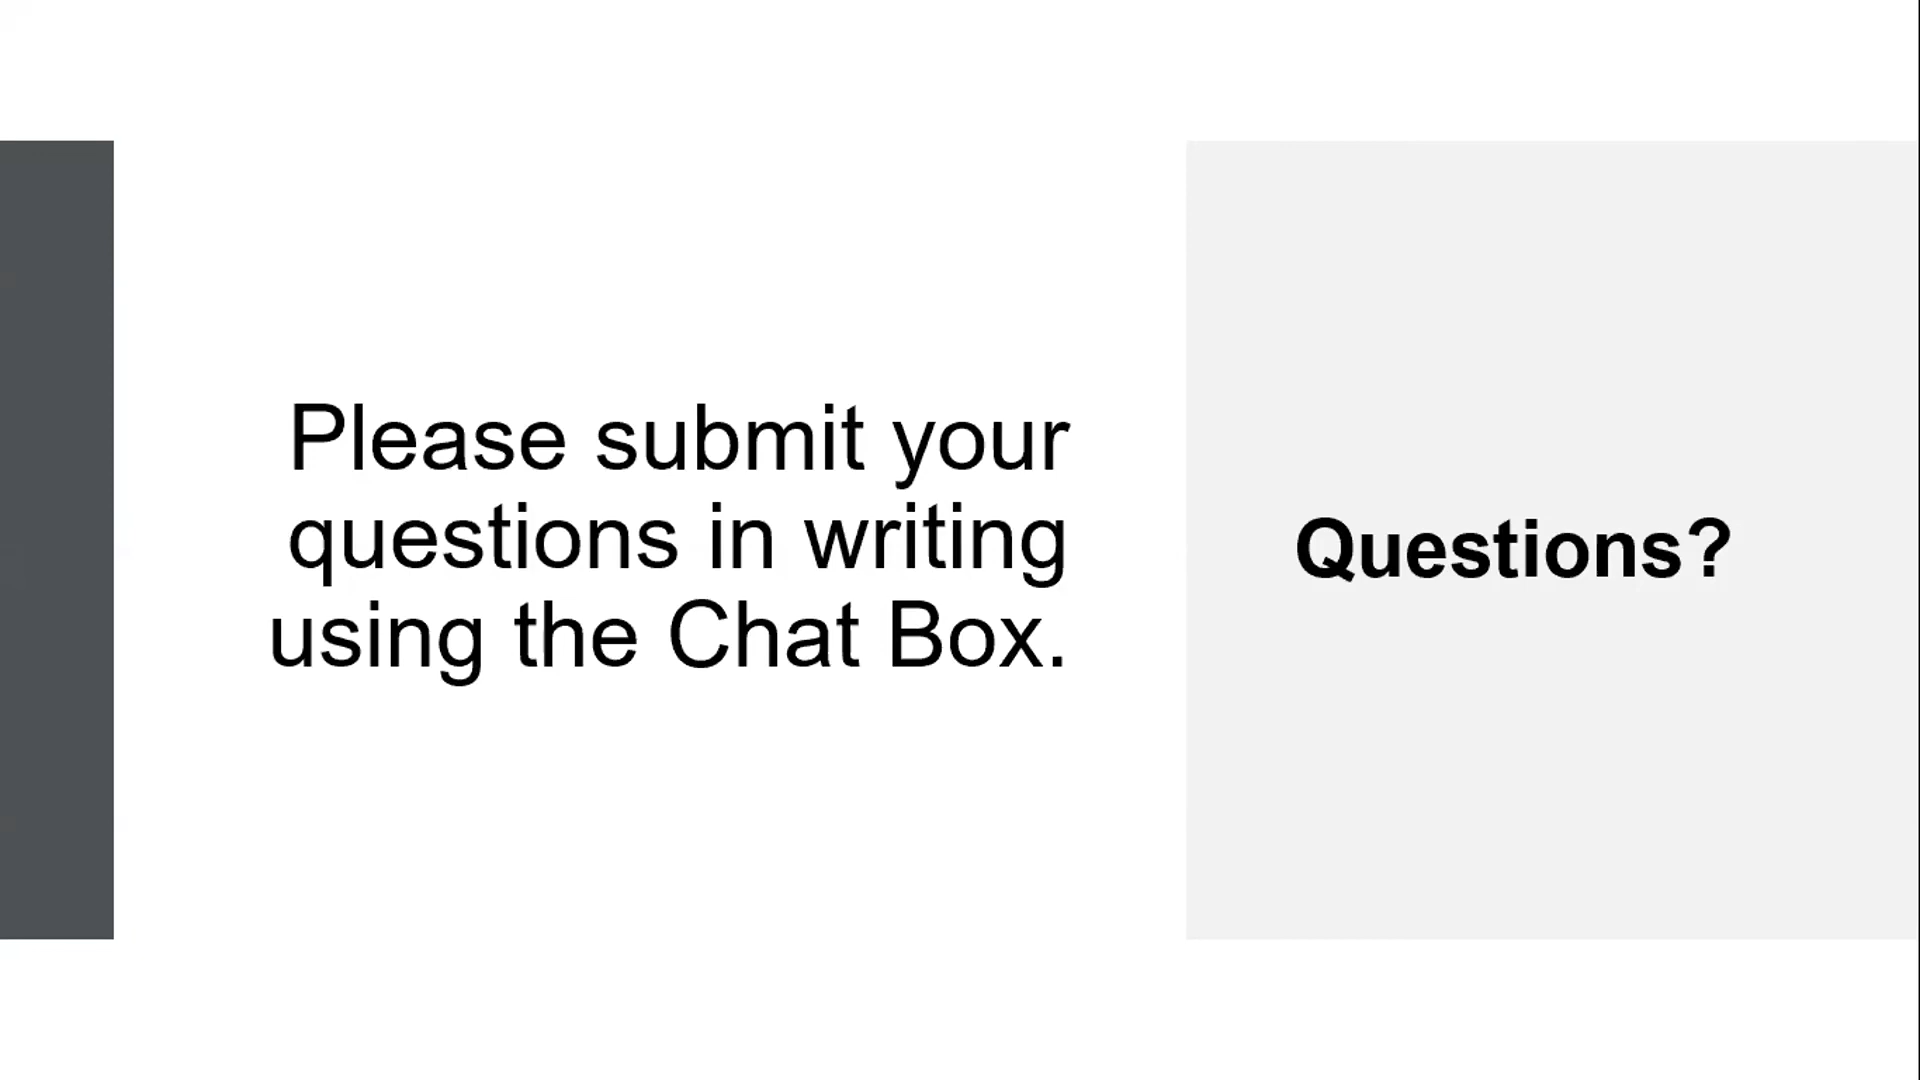 Please submit your
questions in writing
using the Chat Box.
Questions?